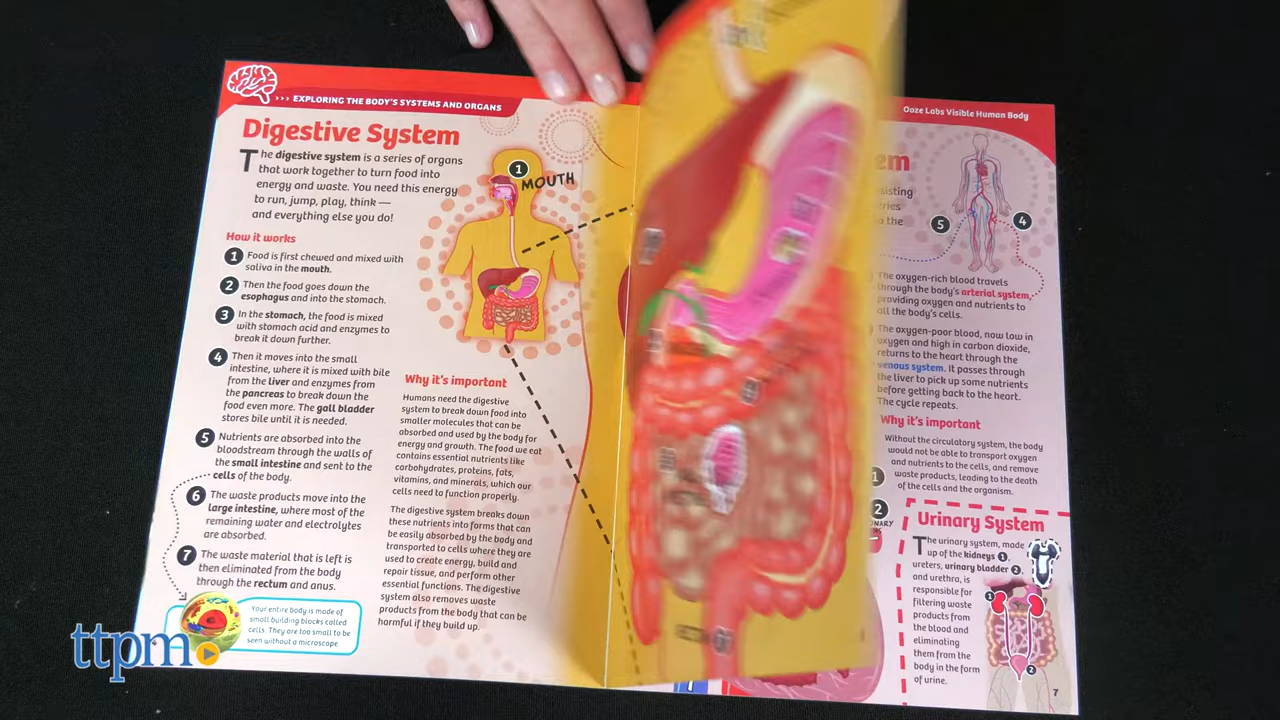 ››› EXPLORING THE BODY'S SYSTEMS AND ORGANS
Digestive System
The digestive system is a series of organs
that work together to turn food into
energy and waste. You need this energy
to run, jump, play, think —
and everything else you do!
1
MOUTH
How it works
1 Food is first chewed and mixed with
saliva in the mouth.
2 Then the food goes down the
esophagus and into the stomach.
3 In the stomach, the food is mixed
with stomach acid and enzymes to
break it down further.
4 Then it moves into the small
intestine, where it is mixed with bile
from the liver and enzymes from
the pancreas to break down the
food even more. The gall bladder
stores bile until it is needed.
5 Nutrients are absorbed into the
bloodstream through the walls of
the small intestine and sent to the
cells of the body.
6 The waste products move into the
large intestine, where most of the
remaining water and electrolytes
are absorbed.
7 The waste material that is left is
then eliminated from the body
through the rectum and anus.
Your entire body is made of
small building blocks called
cells. They are too small to be
seen without a microscope.
Why it's important
Humans need the digestive
system to break down food into
smaller molecules that can be
absorbed and used by the body for
energy and growth. The food we eat
contains essential nutrients like
carbohydrates, proteins, fats,
vitamins, and minerals, which our
cells need to function properly.
The digestive system breaks down
these nutrients into forms that can
be easily absorbed by the body and
transported to cells where they are
used to create energy, build and
repair tissue, and perform other
essential functions. The digestive
system also removes waste
products from the body that can be
harmful if they build up.
Ooze Labs Visible Human Body
em
sisting
ries
o the
5
4
The oxygen-rich blood travels
through the body's arterial system,
providing oxygen and nutrients to
all the body's cells.
The oxygen-poor blood, now low in
oxygen and high in carbon dioxide,
returns to the heart through the
venous system. It passes through
the liver to pick up some nutrients
before getting back to the heart.
The cycle repeats.
Why it's important
Without the circulatory system, the body
would not be able to transport oxygen
and nutrients to the cells, and remove
waste products, leading to the death
of the cells and the organism.
1
2
NARY
Urinary System
The urinary system, made
up of the kidneys 1,
ureters, urinary bladder 2,
and urethra, is
responsible for
filtering waste
products from
the blood and
eliminating
them from the
body in the form
of urine.
1
2
7
ttpm